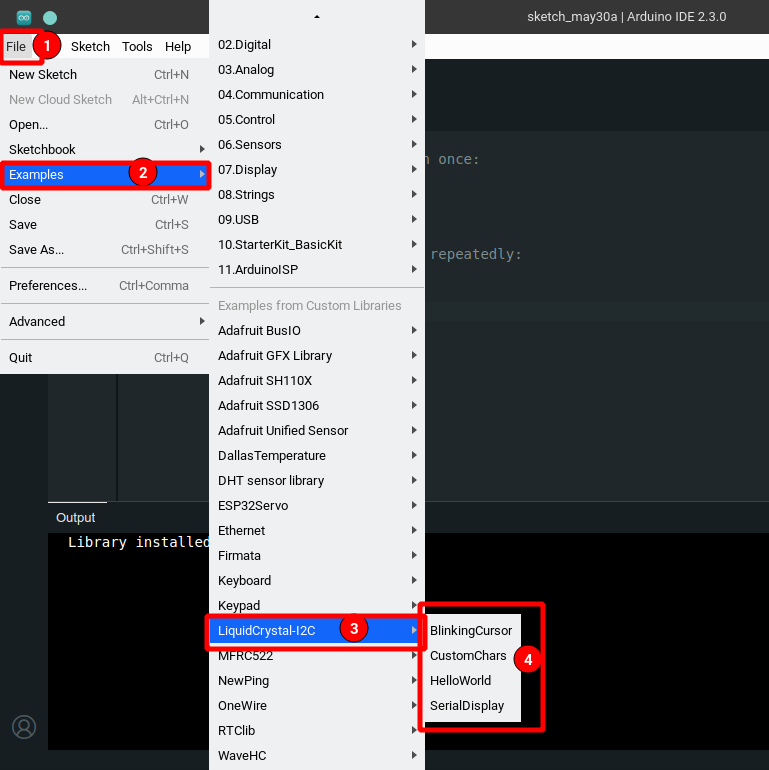 sketch_may30a | Arduino IDE 2.3.0
File 1 Sketch Tools Help
New Sketch Ctrl+N
New Cloud Sketch Alt+Ctrl+N
Open... Ctrl+O
Sketchbook
Examples 2
Close Ctrl+W
Save Ctrl+S
Save As... Ctrl+Shift+S
Preferences... Ctrl+Comma
Advanced
Quit Ctrl+Q
02.Digital
03.Analog
04.Communication
05.Control
06.Sensors
07.Display
08.Strings
09.USB
10.StarterKit_BasicKit
11.ArduinoISP
Examples from Custom Libraries
Adafruit BusIO
Adafruit GFX Library
Adafruit SH110X
Adafruit SSD1306
Adafruit Unified Sensor
DallasTemperature
DHT sensor library
ESP32Servo
Ethernet
Firmata
Keyboard
Keypad
LiquidCrystal-I2C 3
MFRC522
NewPing
OneWire
RTClib
WaveHC
BlinkingCursor
CustomChars 4
HelloWorld
SerialDisplay
once:
repeatedly:
Output
Library installed